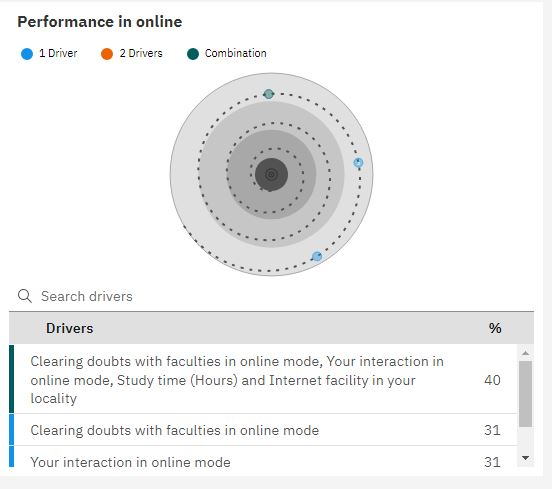 Performance in online
1 Driver
2 Drivers
Combination
Search drivers
Drivers %
Clearing doubts with faculties in online mode, Your interaction in
online mode, Study time (Hours) and Internet facility in your 40
locality
Clearing doubts with faculties in online mode 31
Your interaction in online mode 31